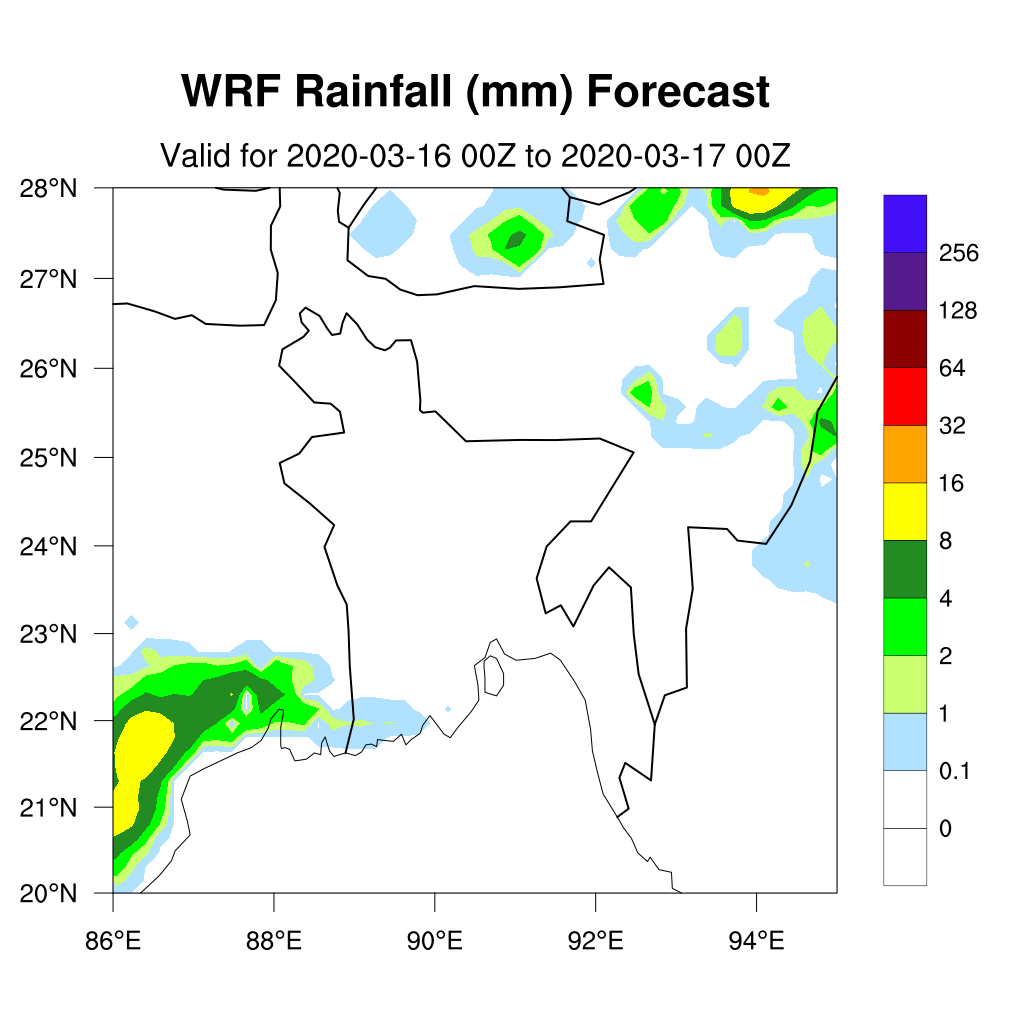 WRF Rainfall (mm) Forecast
Valid for 2020-03-16 00Z to 2020-03-17 00Z
28°N
27°N
26°N
25°N
24°N
23°N
22°N
21°N
20°N
86°E
88°E
90°E
92°E
94°E
256
128
64
32
16
8
4
2
1
0.1
0